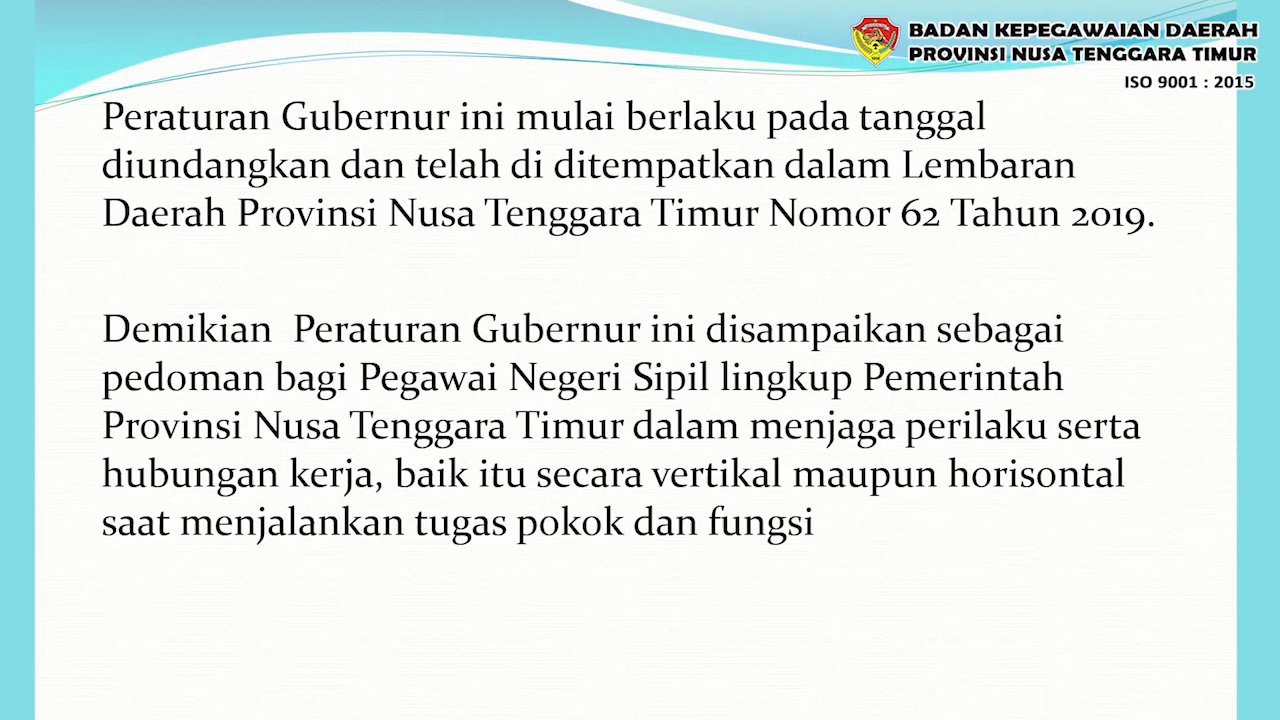 BADAN KEPEGAWAIAN DAERAH
PROVINSI NUSA TENGGARA TIMUR
ISO 9001 : 2015
Peraturan Gubernur ini mulai berlaku pada tanggal
diundangkan dan telah di ditempatkan dalam Lembaran
Daerah Provinsi Nusa Tenggara Timur Nomor 62 Tahun 2019.
Demikian  Peraturan Gubernur ini disampaikan sebagai
pedoman bagi Pegawai Negeri Sipil lingkup Pemerintah
Provinsi Nusa Tenggara Timur dalam menjaga perilaku serta
hubungan kerja, baik itu secara vertikal maupun horisontal
saat menjalankan tugas pokok dan fungsi